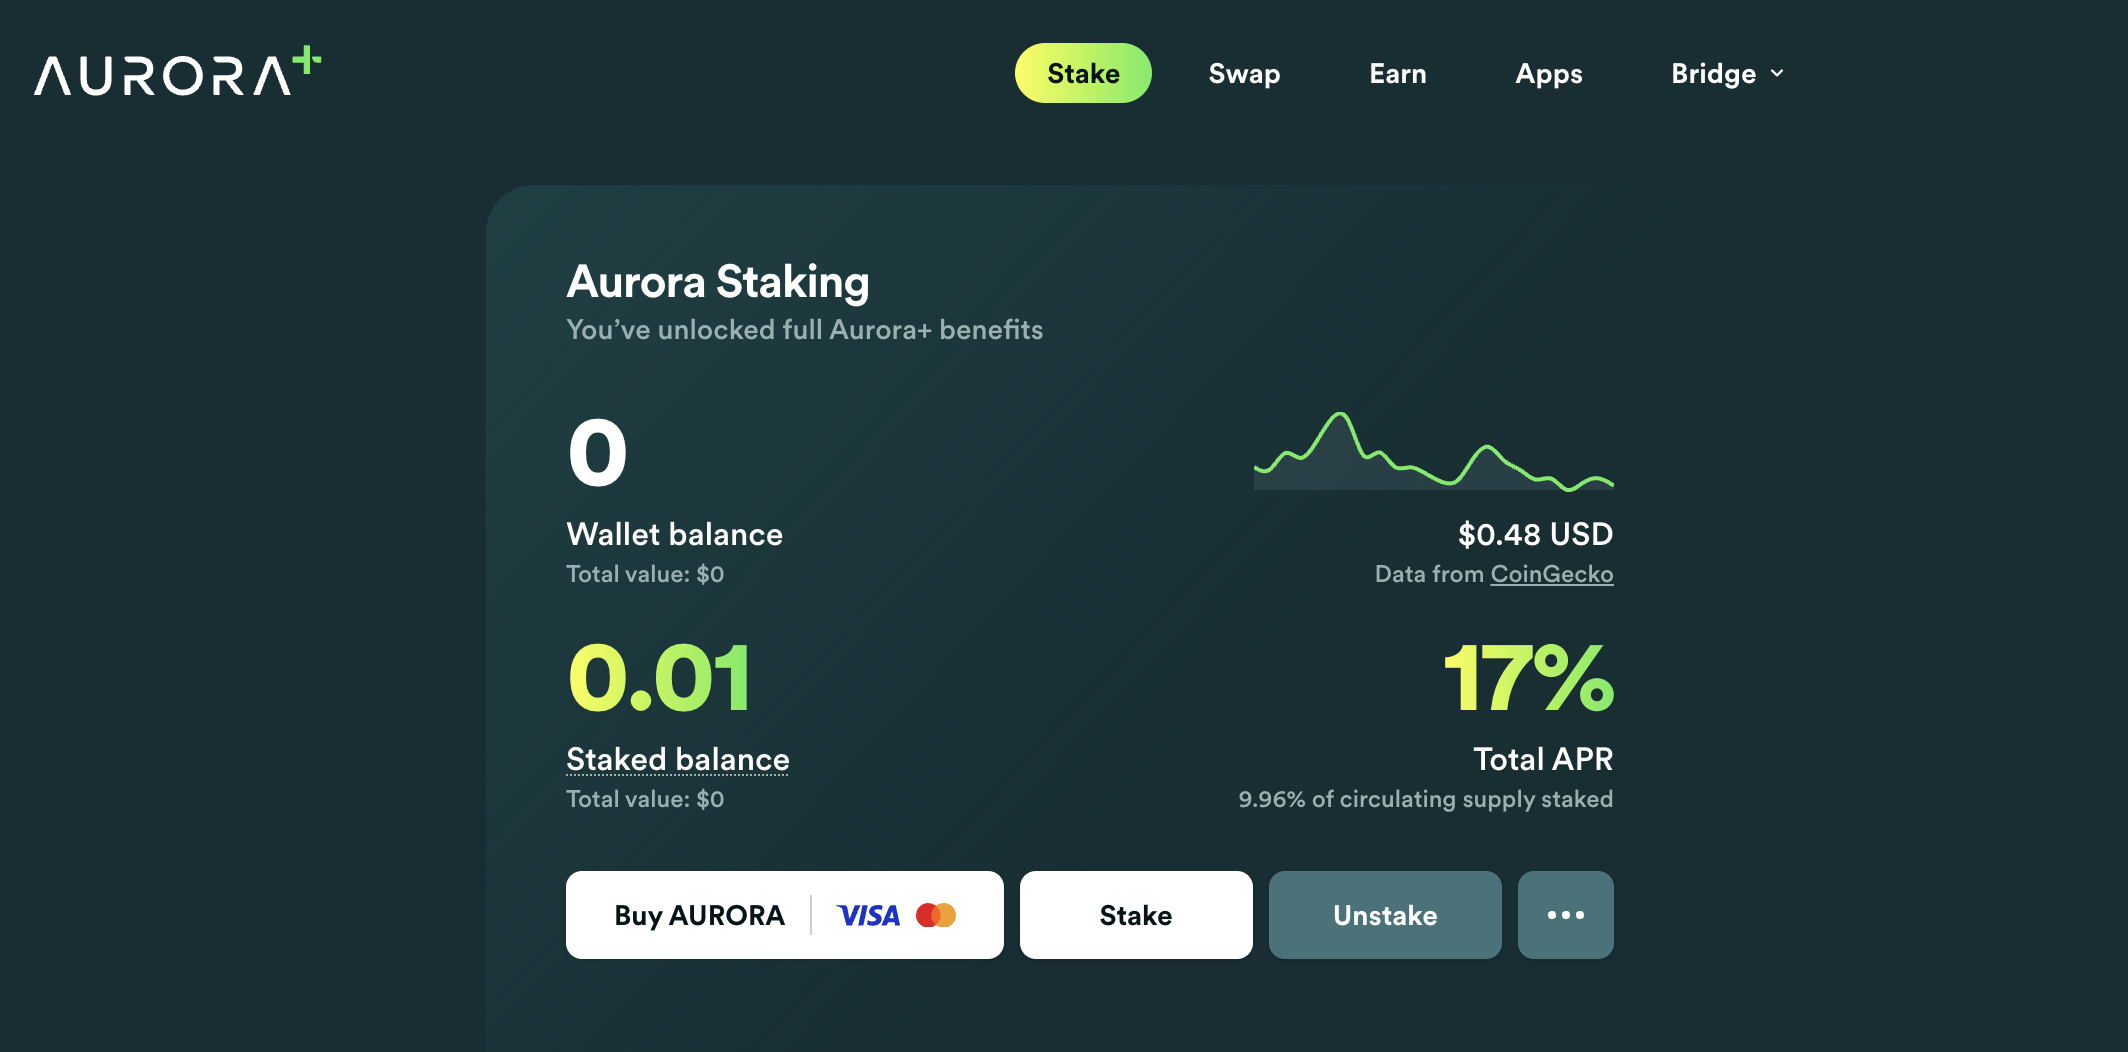 AURORA+
Stake
Swap
Earn
Apps
Bridge
Aurora Staking
You’ve unlocked full Aurora+ benefits
0
Wallet balance
Total value: $0
$0.48 USD
Data from CoinGecko
0.01
Staked balance
Total value: $0
17%
Total APR
9.96% of circulating supply staked
Buy AURORA
VISA
Stake
Unstake